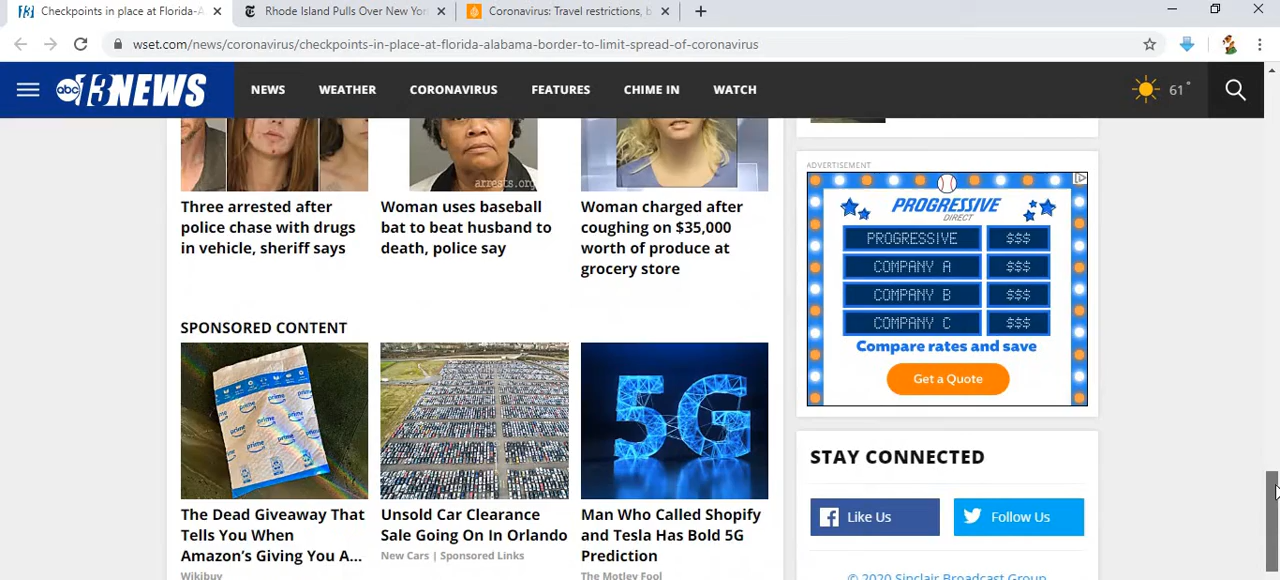 Checkpoints in place at Florida-A
Rhode Island Pulls Over New Yor
Coronavirus: Travel restrictions, b
wset.com/news/coronavirus/checkpoints-in-place-at-florida-alabama-border-to-limit-spread-of-coronavirus
abc 13 NEWS
NEWS
WEATHER
CORONAVIRUS
FEATURES
CHIME IN
WATCH
61°
arrests.org
Three arrested after
police chase with drugs
in vehicle, sheriff says
Woman uses baseball
bat to beat husband to
death, police say
Woman charged after
coughing on $35,000
worth of produce at
grocery store
SPONSORED CONTENT
prime
5G
The Dead Giveaway That
Tells You When
Amazon's Giving You A...
Wikibuy
Unsold Car Clearance
Sale Going On In Orlando
New Cars | Sponsored Links
Man Who Called Shopify
and Tesla Has Bold 5G
Prediction
The Motley Fool
ADVERTISEMENT
PROGRESSIVE
DIRECT
PROGRESSIVE $$$
COMPANY A $$$
COMPANY B $$$
COMPANY C $$$
Compare rates and save
Get a Quote
STAY CONNECTED
Like Us
Follow Us
© 2020 Sinclair Broadcast Group